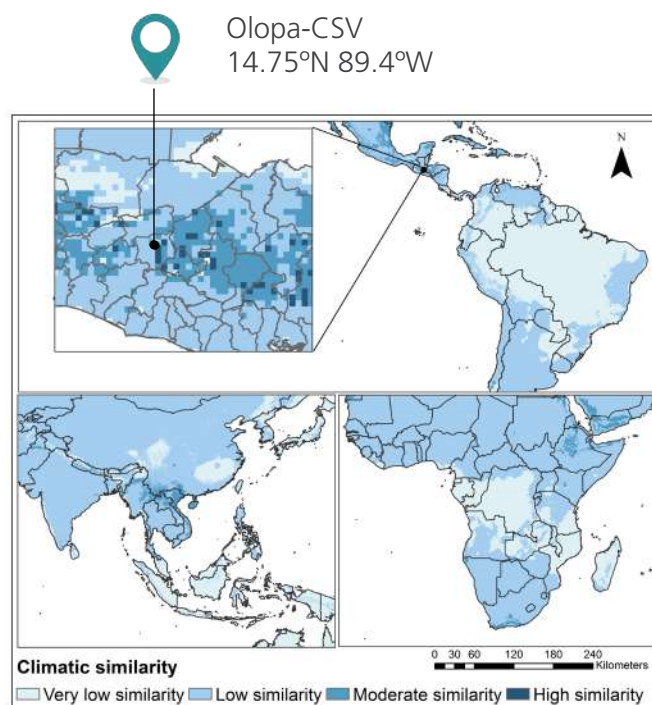 Olopa-CSV
14.75ºN 89.4ºW
N
Climatic similarity
0 30 60 120 180 240
Kilometers
Very low similarity Low similarity Moderate similarity High similarity